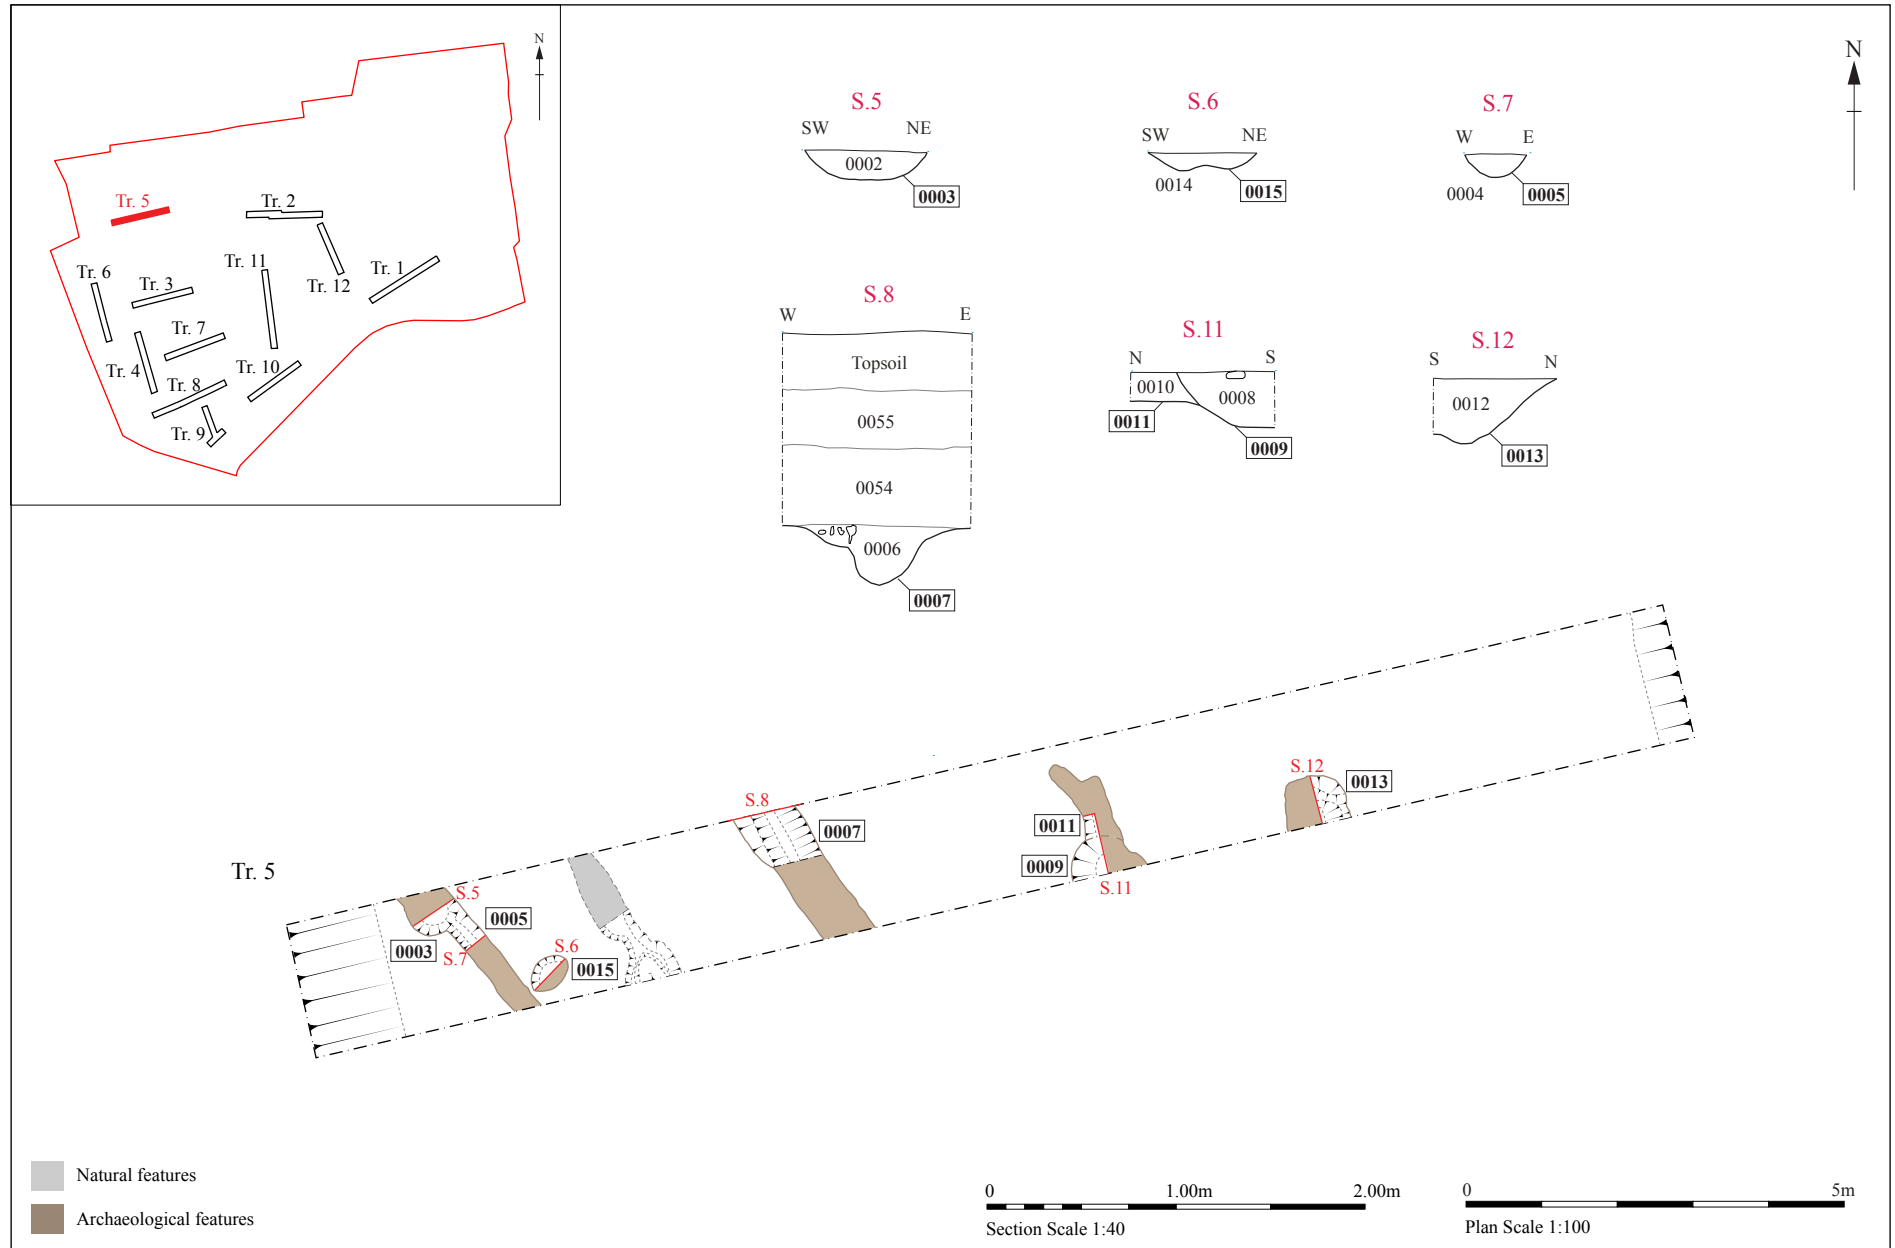 N
Tr. 5
Tr. 2
Tr. 6
Tr. 3
Tr. 11
Tr. 12
Tr. 1
Tr. 7
Tr. 4
Tr. 8
Tr. 10
Tr. 9
N
S.5
SW NE
0002
0003
S.6
SW NE
0014
0015
S.7
W E
0004
0005
S.8
W E
Topsoil
0055
0054
0006
0007
S.11
N S
0010
0008
0011
0009
S.12
S N
0012
0013
Tr. 5
S.5
0005
0003
S.7
S.6
0015
S.8
0007
0011
0009
S.11
S.12
0013
Natural features
Archaeological features
0 1.00m 2.00m
Section Scale 1:40
0 5m
Plan Scale 1:100